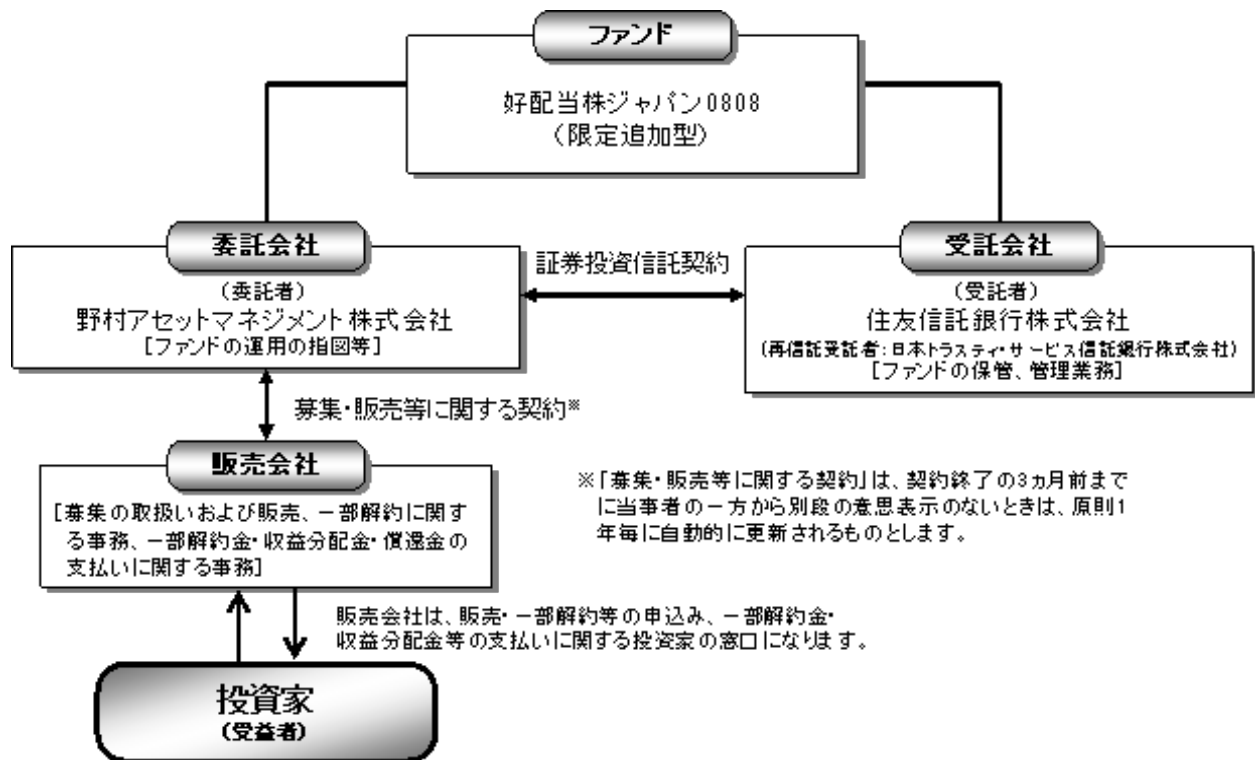 ファンド
好配当株ジャパン0808
（限定追加型）
委託会社
（委託者）
野村アセットマネジメント株式会社
[ファンドの運用の指図等]
証券投資信託契約
受託会社
（受託者）
住友信託銀行株式会社
(再信託受託者：日本トラスティ・サービス信託銀行株式会社)
[ファンドの保管、管理業務]
募集・販売等に関する契約※
販売会社
[募集の取扱いおよび販売、一部解約に関す
る事務、一部解約金・収益分配金・償還金の
支払いに関する事務]
※「募集・販売等に関する契約」は、契約終了の3ヵ月前まで
に当事者の一方から別段の意思表示のないときは、原則1
年毎に自動的に更新されるものとします。
販売会社は、販売・一部解約等の申込み、一部解約金・
収益分配金等の支払いに関する投資家の窓口になります。
投資家
（受益者）